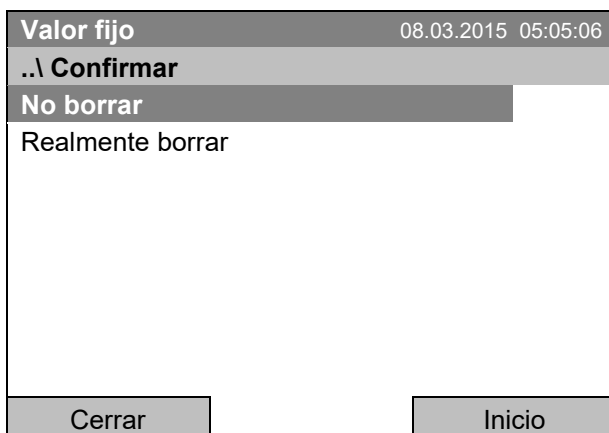 Valor fijo 08.03.2015 05:05:06
..\ Confirmar
No borrar
Realmente borrar
Cerrar Inicio